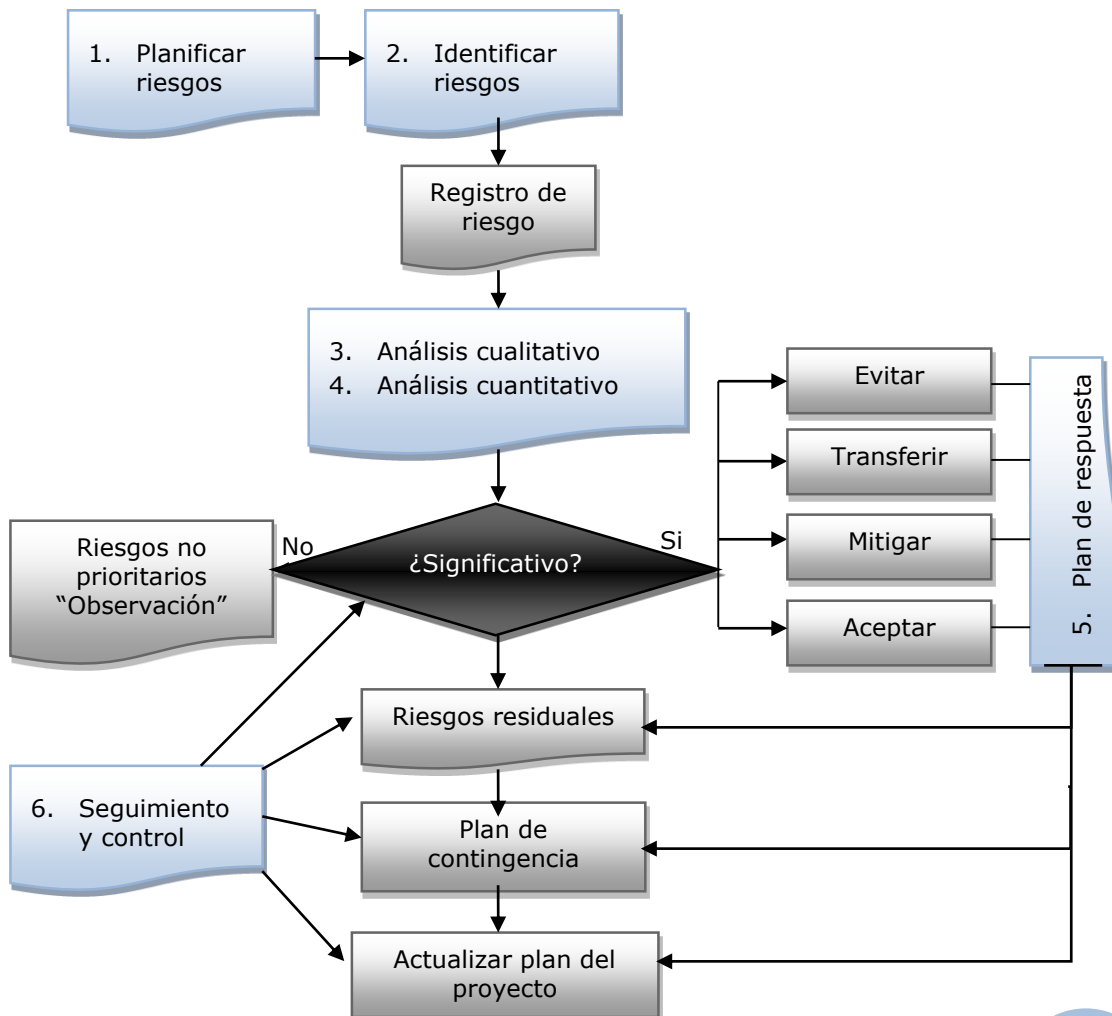 1. Planificar
riesgos
2. Identificar
riesgos
Registro de
riesgo
3. Análisis cualitativo
4. Análisis cuantitativo
Evitar
Transferir
Mitigar
Aceptar
5. Plan de respuesta
Riesgos no
prioritarios
“Observación”
No
¿Significativo?
Si
Riesgos residuales
6. Seguimiento
y control
Plan de
contingencia
Actualizar plan del
proyecto